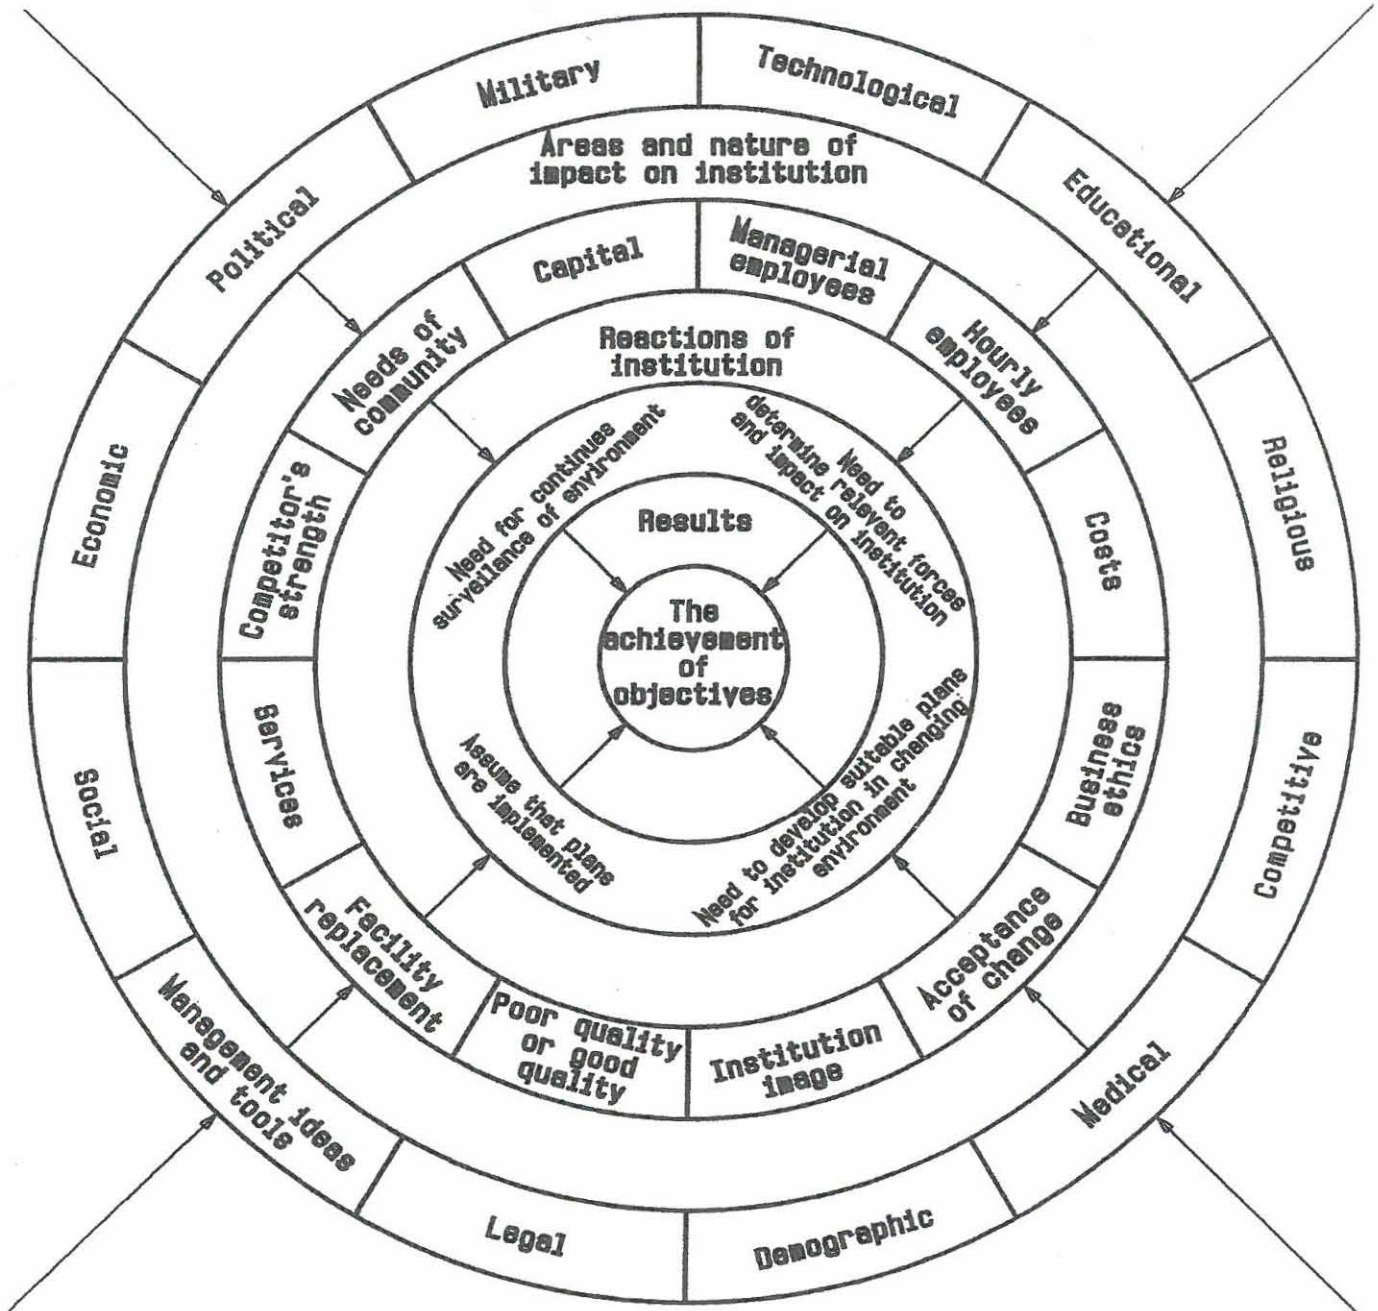 Military
Technological
Educational
Religious
Competitive
Medical
Demographic
Legal
Management ideas
and tools
Social
Economic
Political
Areas and nature of
impact on institution
Capital
Managerial
employees
Hourly
employees
Costs
Business
ethics
Acceptance
of change
Institution
image
Poor quality
or good
quality
Facility
replacement
Services
Competitor's
strength
Needs of
community
Reactions of
institution
Need for continues
surveilance of environment
Need to
determine relevent forces
and impact on institution
Need to develop suitable plans
for institution in changing
environment
Assume that plans
are implemented
Results
The
achievement
of
objectives